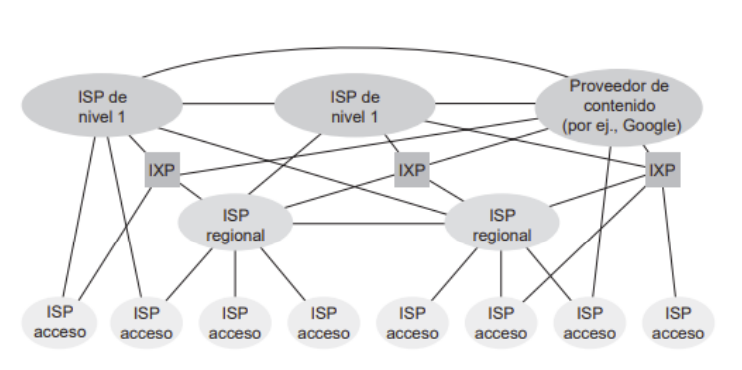 ISP de
nivel 1
ISP de
nivel 1
Proveedor de
contenido
(por ej., Google)
IXP
IXP
IXP
ISP
regional
ISP
regional
ISP
acceso
ISP
acceso
ISP
acceso
ISP
acceso
ISP
acceso
ISP
acceso
ISP
acceso
ISP
acceso